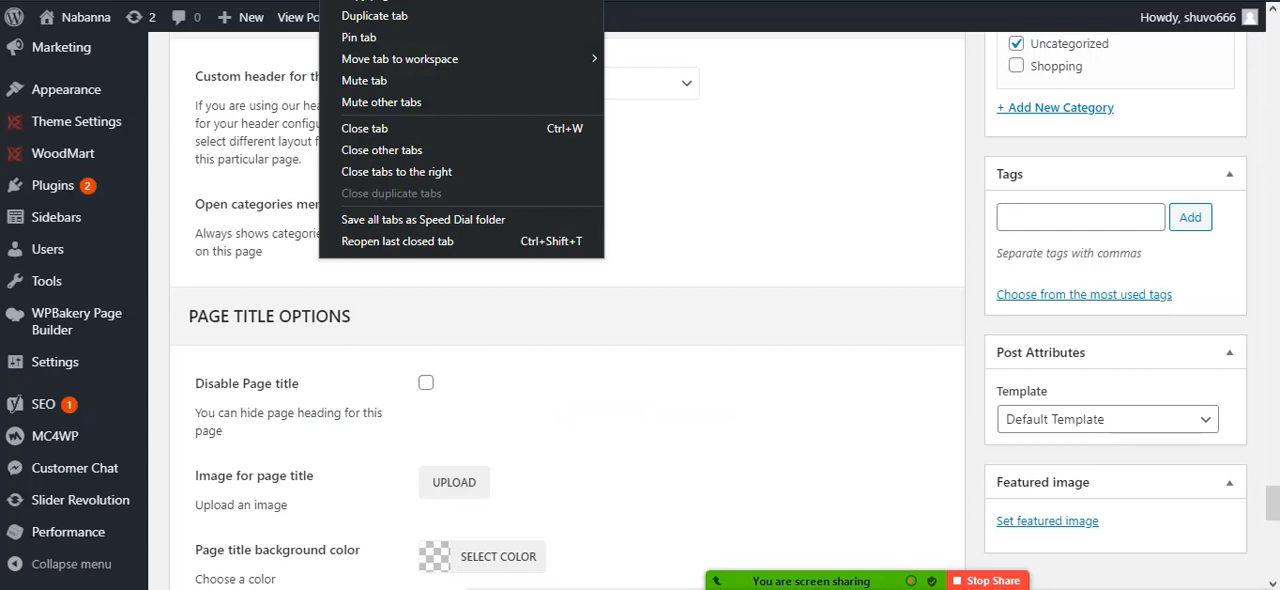 Nabanna
2
0
New
View Po
Howdy, shuvo666
Marketing
Appearance
Theme Settings
WoodMart
Plugins 2
Sidebars
Users
Tools
WPBakery Page
Builder
Settings
SEO 1
MC4WP
Customer Chat
Slider Revolution
Performance
Collapse menu
Duplicate tab
Pin tab
Move tab to workspace
Mute tab
Mute other tabs
Close tab Ctrl+W
Close other tabs
Close tabs to the right
Close duplicate tabs
Save all tabs as Speed Dial folder
Reopen last closed tab Ctrl+Shift+T
Custom header for th
If you are using our hea
for your header configu
select different layout f
this particular page.
Open categories men
Always shows categorie
on this page
PAGE TITLE OPTIONS
Disable Page title
You can hide page heading for this
page
Image for page title
UPLOAD
Upload an image
Page title background color
SELECT COLOR
Choose a color
Uncategorized
Shopping
+ Add New Category
Tags
Add
Separate tags with commas
Choose from the most used tags
Post Attributes
Template
Default Template
Featured image
Set featured image
You are screen sharing
Stop Share